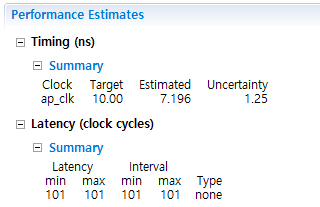 Performance Estimates
Timing (ns)
Summary
Clock Target Estimated Uncertainty
ap_clk 10.00 7.196 1.25
Latency (clock cycles)
Summary
Latency Interval
min max min max Type
101 101 101 101 none